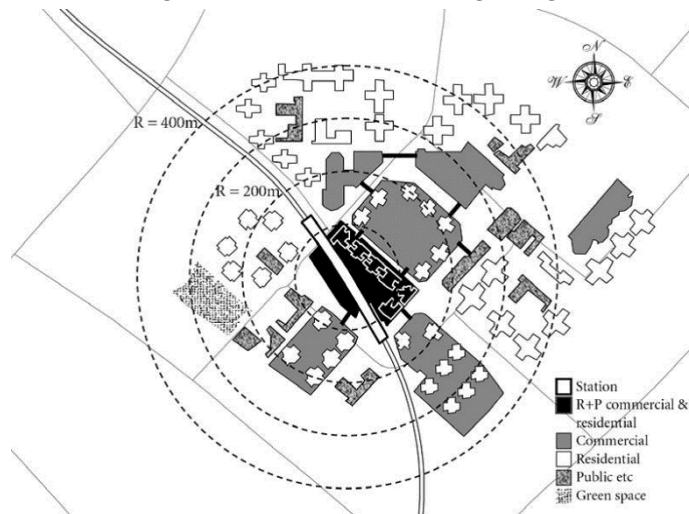 N
W E
S
R = 400m
R = 200m
Station
R+P commercial &
residential
Commercial
Residential
Public etc
Green space